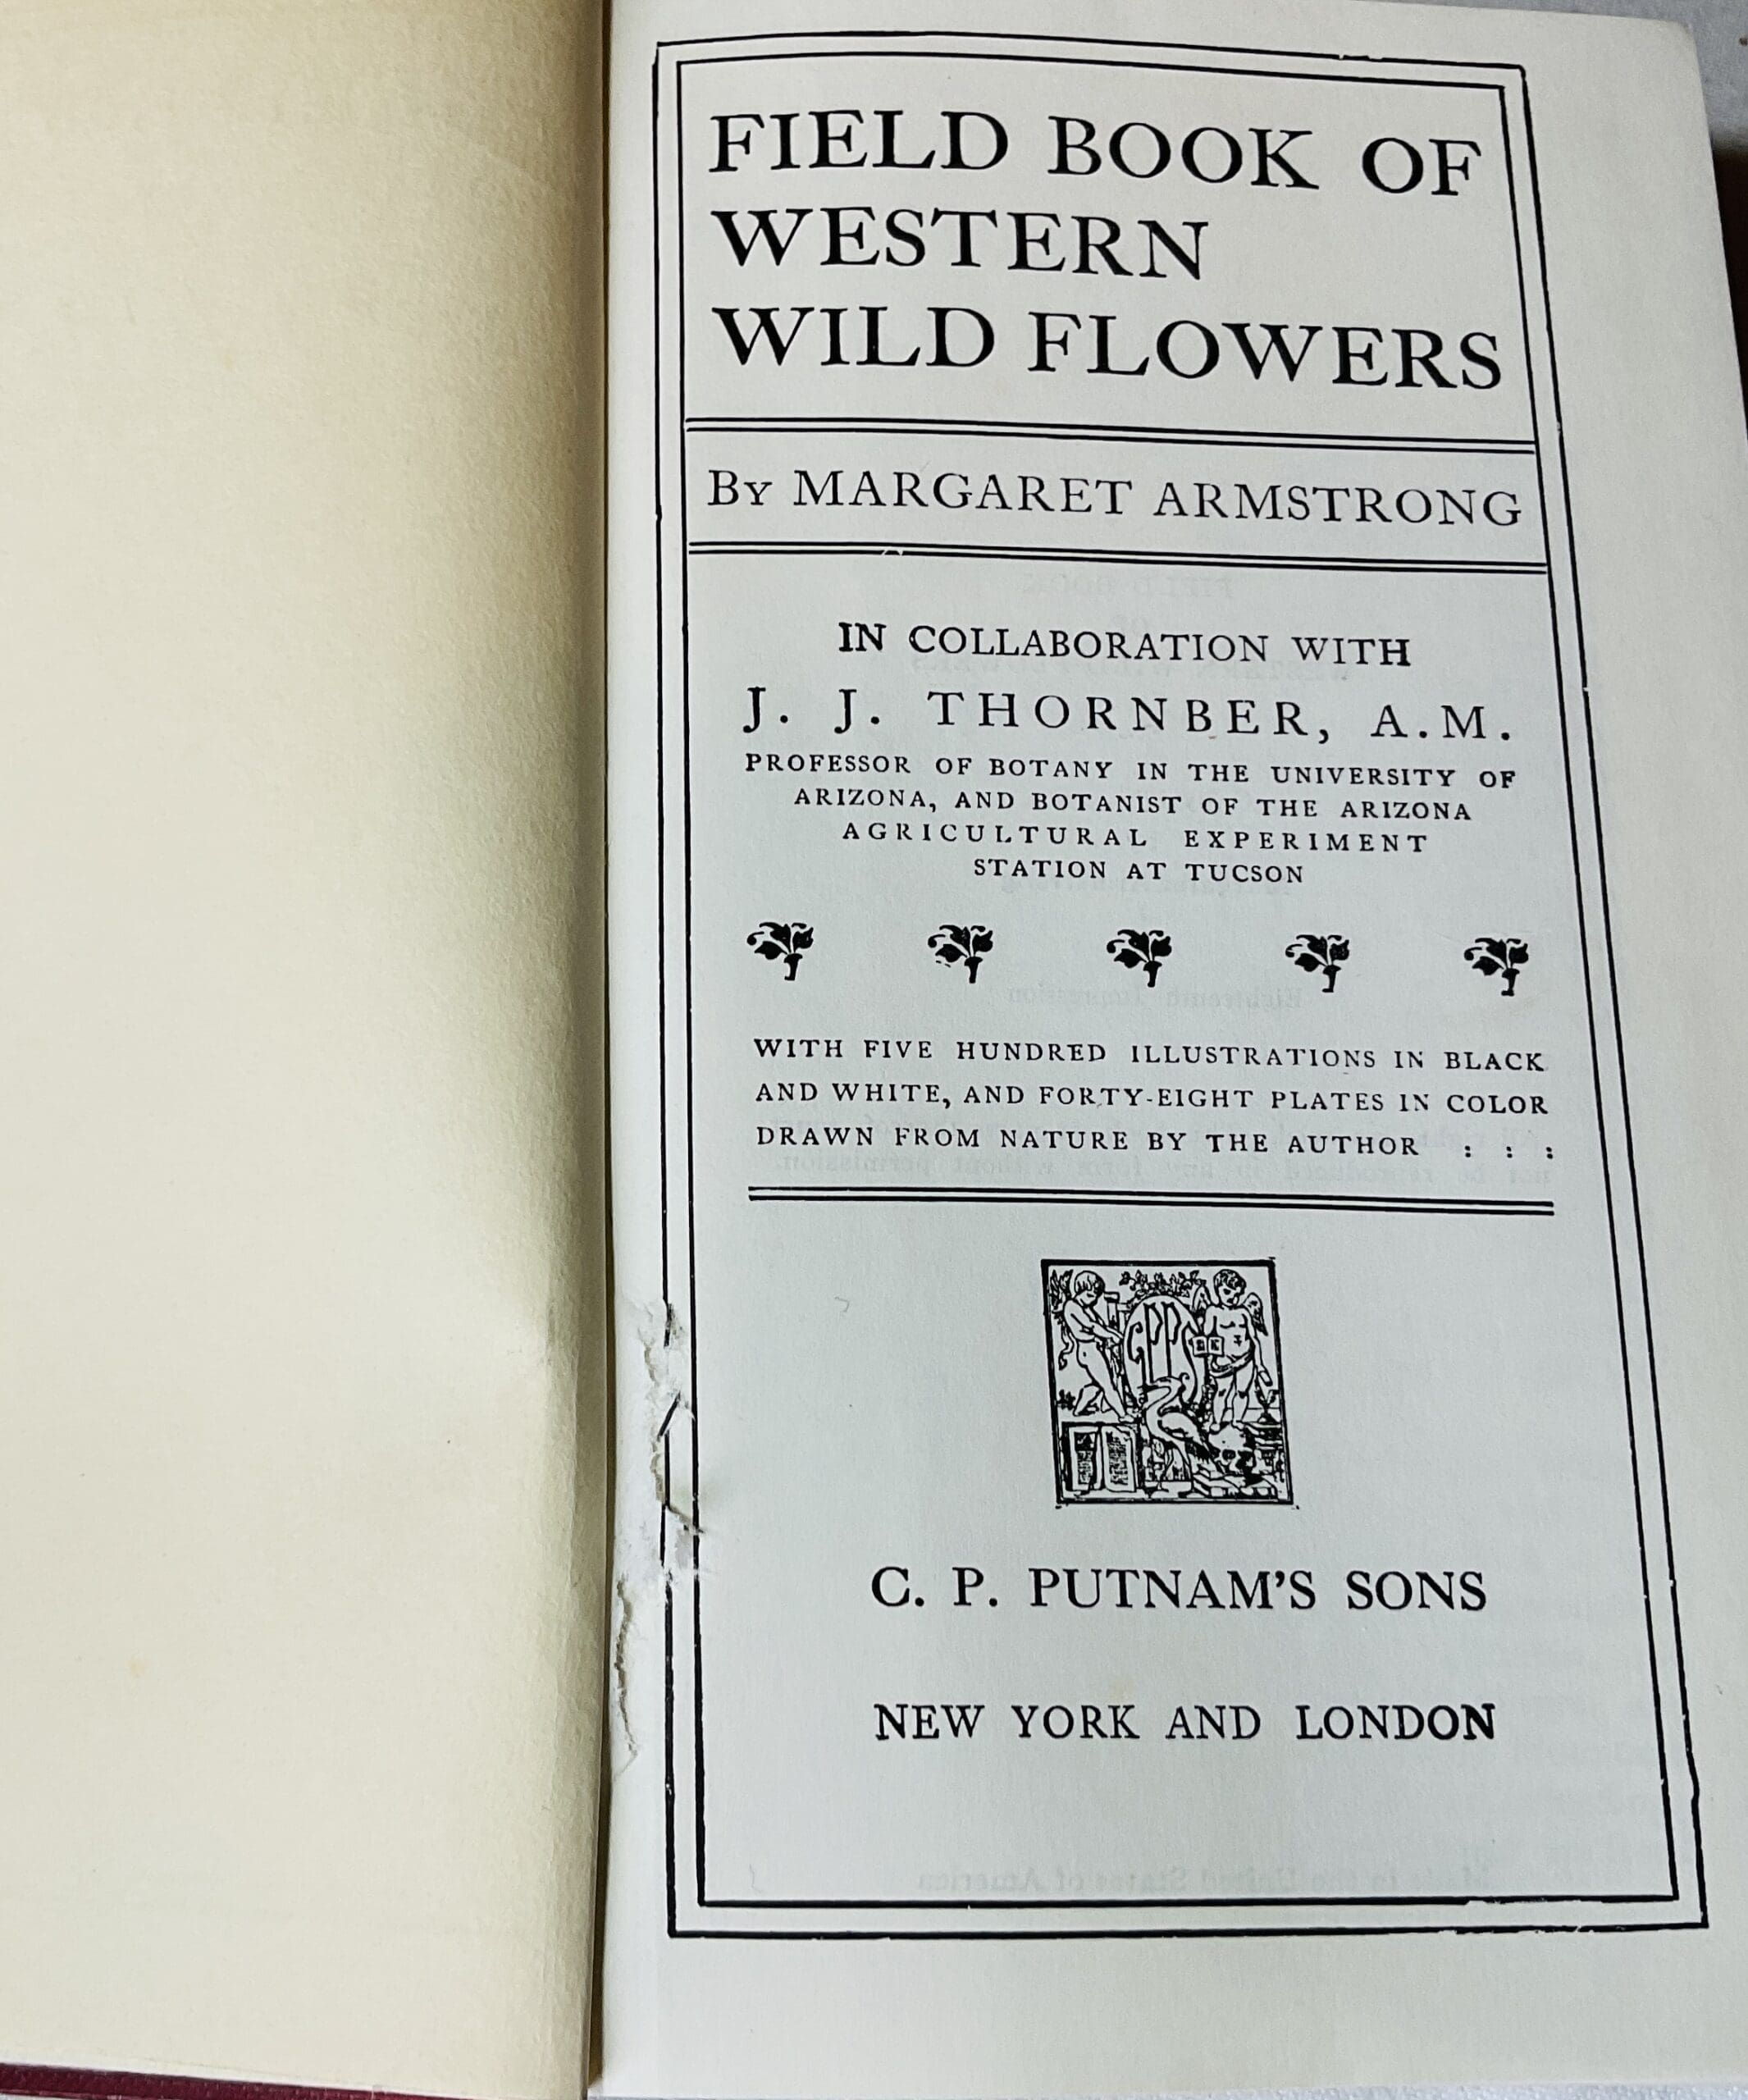 FIELD BOOK OF
WESTERN
WILD FLOWERS
By MARGARET ARMSTRONG
IN COLLABORATION WITH
J. J. THORNBER, A.M.
PROFESSOR OF BOTANY IN THE UNIVERSITY OF
ARIZONA, AND BOTANIST OF THE ARIZONA
AGRICULTURAL EXPERIMENT
STATION AT TUCSON
WITH FIVE HUNDRED ILLUSTRATIONS IN BLACK
AND WHITE, AND FORTY-EIGHT PLATES IN COLOR
DRAWN FROM NATURE BY THE AUTHOR : : :
C. P. PUTNAM'S SONS
NEW YORK AND LONDON